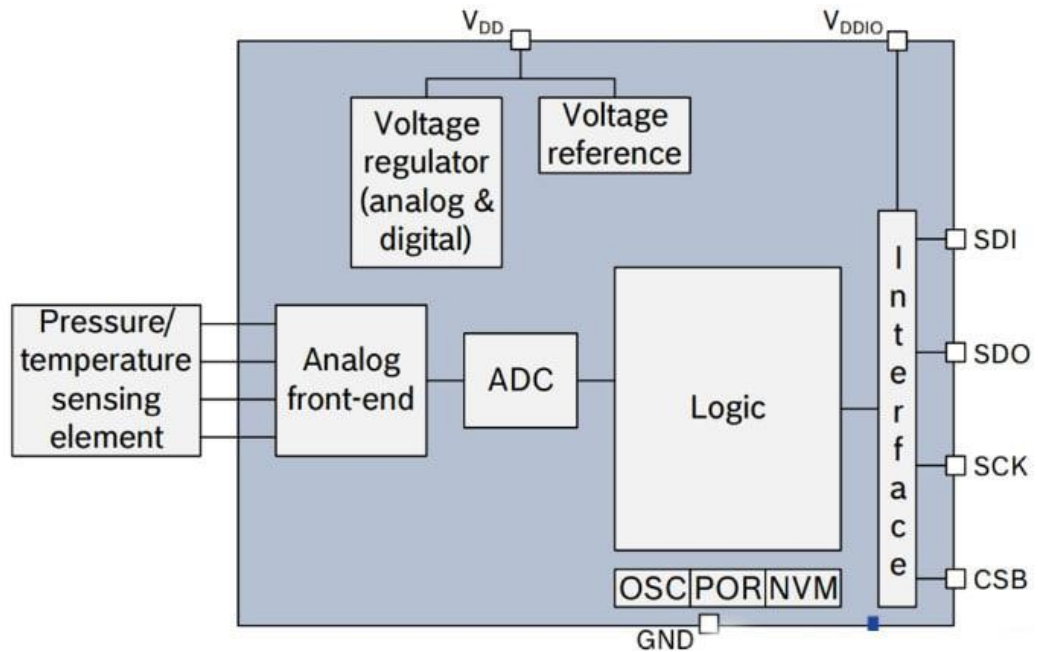 VDD
VDDIO
Voltage
regulator
(analog &
digital)
Voltage
reference
Pressure/
temperature
sensing
element
Analog
front-end
ADC
Logic
Interface
SDI
SDO
SCK
CSB
OSC POR NVM
GND